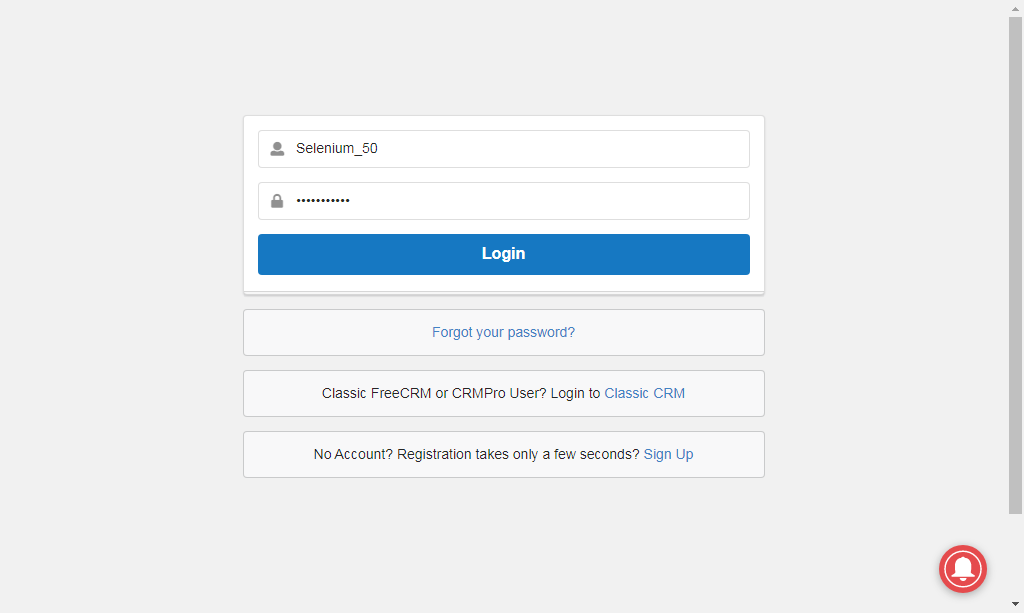 Selenium_50
•••••••••••
Login
Forgot your password?
Classic FreeCRM or CRMPro User? Login to Classic CRM
No Account? Registration takes only a few seconds? Sign Up